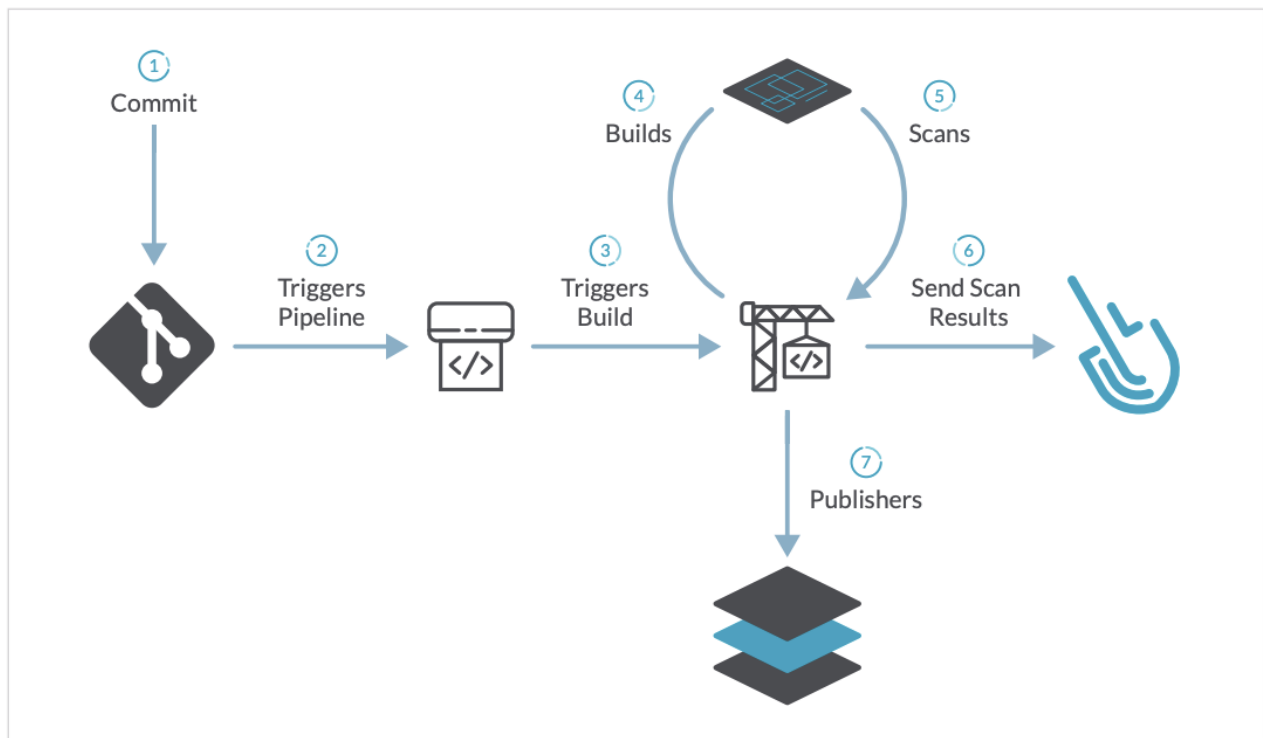 1
Commit
2
Triggers
Pipeline
3
Triggers
Build
4
Builds
5
Scans
6
Send Scan
Results
</>
</>
7
Publishers